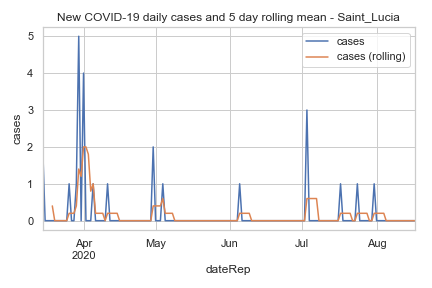 New COVID-19 daily cases and 5 day rolling mean - Saint_Lucia
cases
cases (rolling)
5
4
3
2
1
0
cases
Apr
2020
May
Jun
Jul
Aug
dateRep